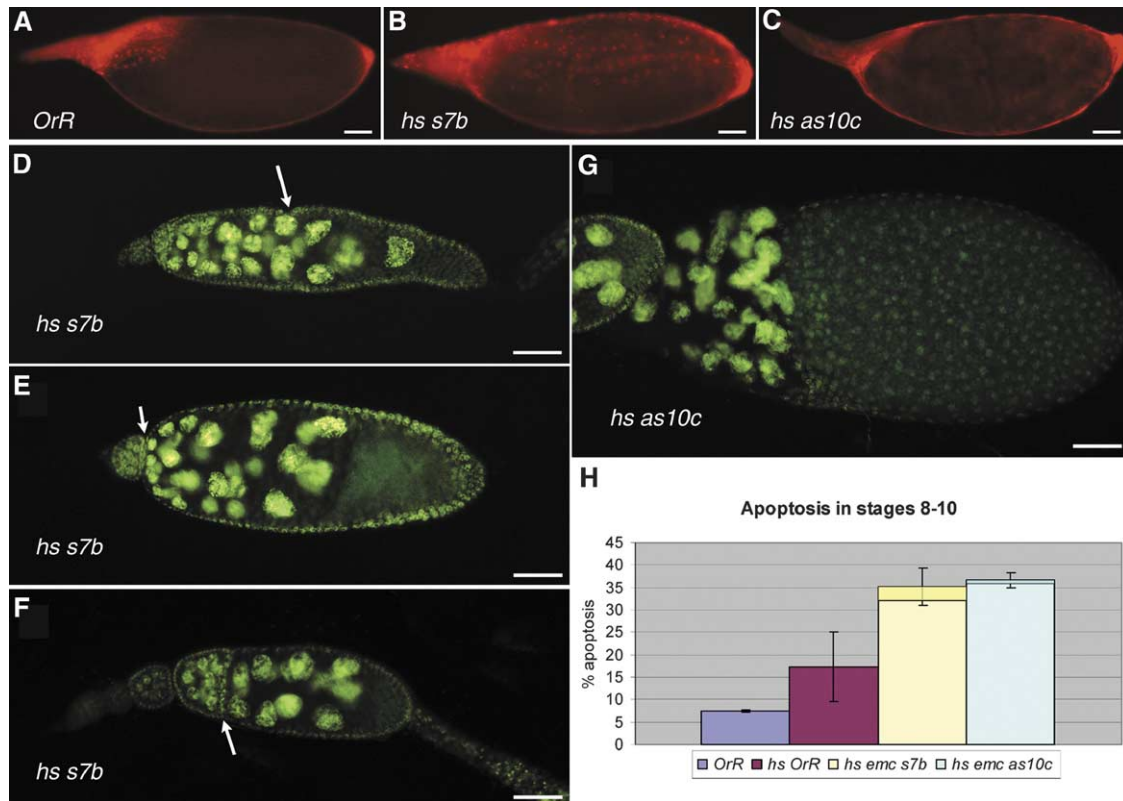 A
OrR
B
hs s7b
C
hs as10c
D
hs s7b
E
hs s7b
F
hs s7b
G
hs as10c
H
Apoptosis in stages 8-10
% apoptosis
45
40
35
30
25
20
15
10
5
0
OrR hs OrR hs emc s7b hs emc as10c